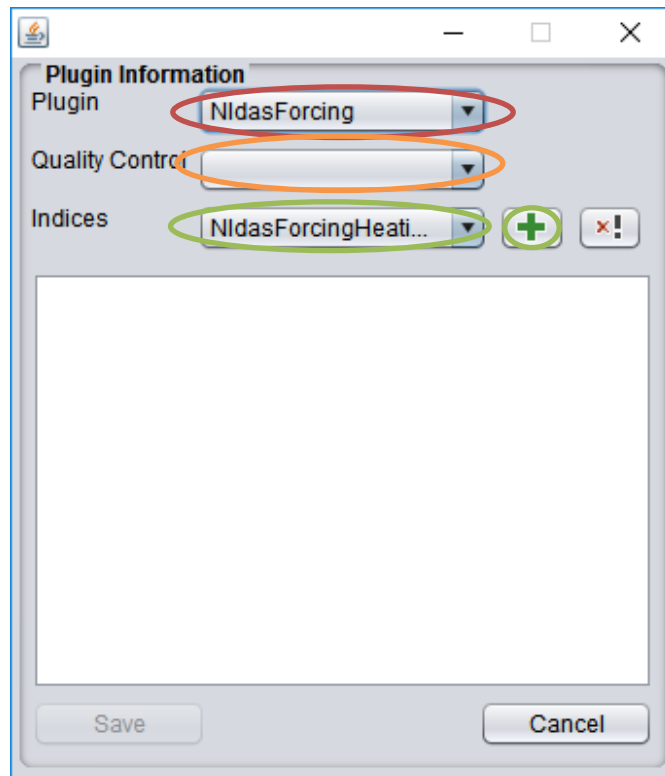 Plugin Information
Plugin
NldasForcing
Quality Control
Indices
NldasForcingHeati...
Save
Cancel